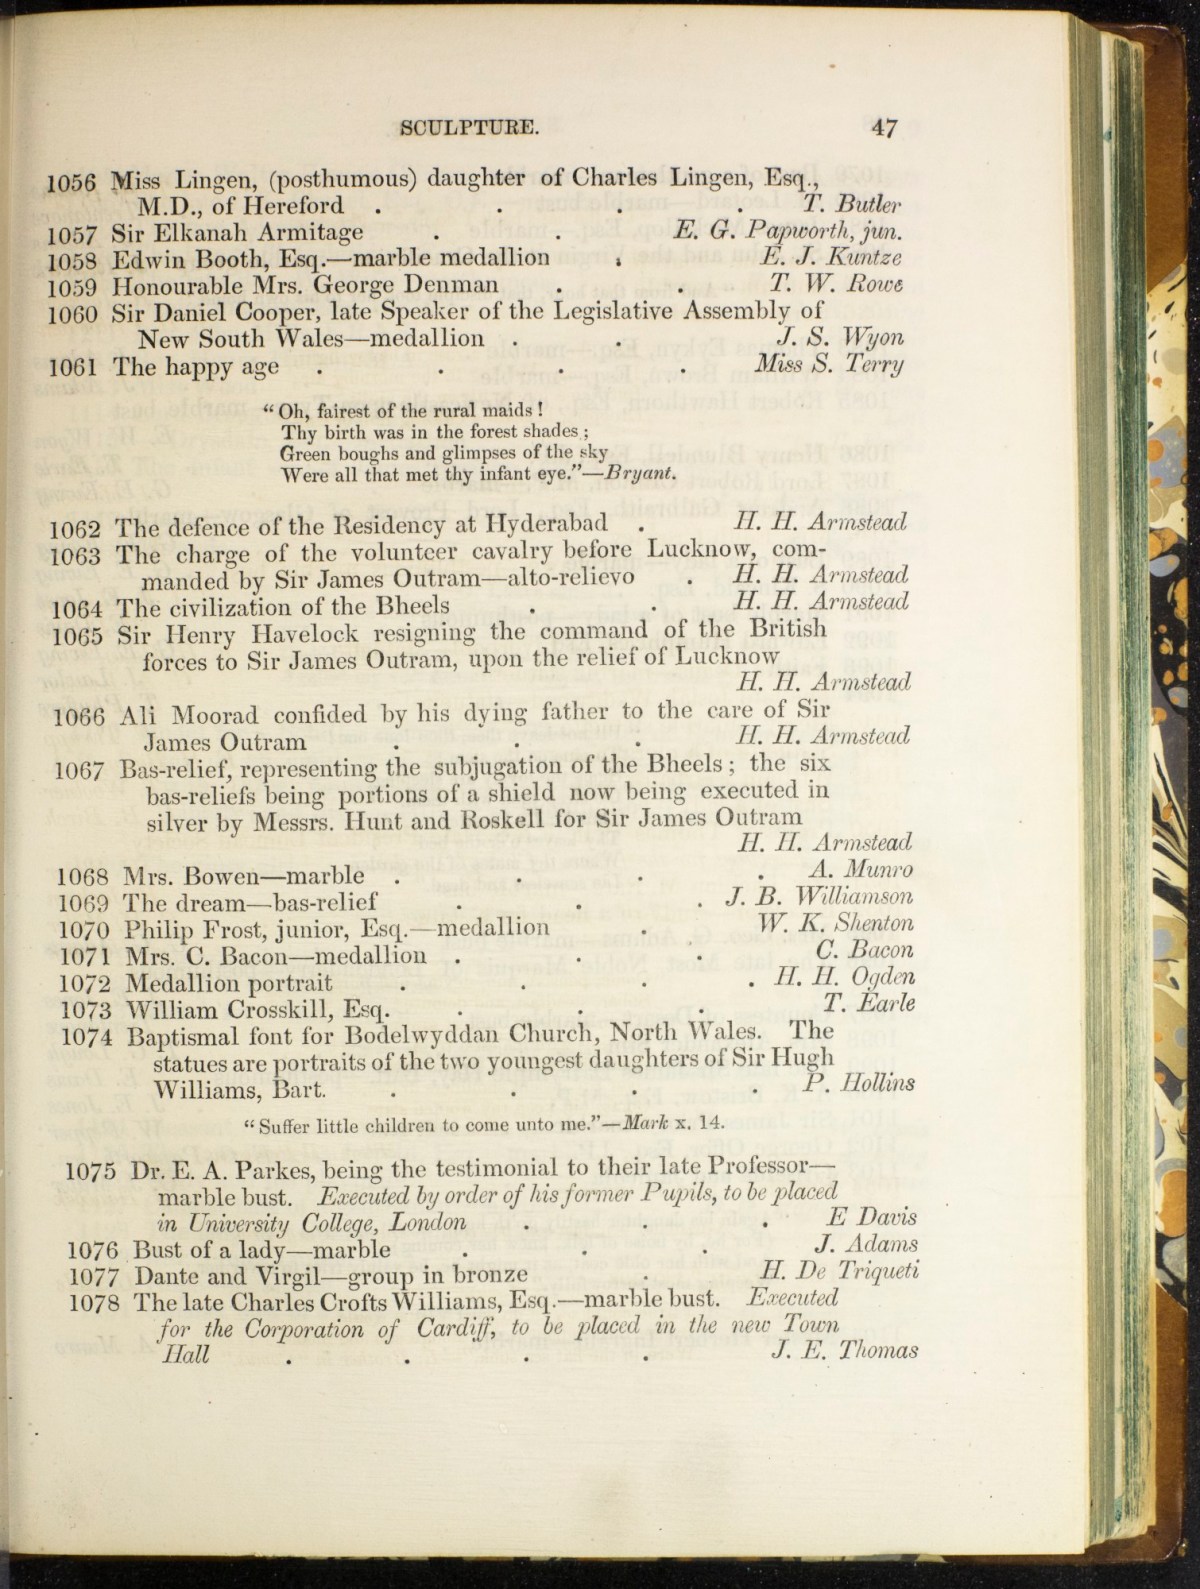 SCULPTURE. 47
1056 Miss Lingen, (posthumous) daughter of Charles Lingen, Esq.,
M.D., of Hereford . . . . T. Butler
1057 Sir Elkanah Armitage . . E. G. Papworth, jun.
1058 Edwin Booth, Esq.—marble medallion . E. J. Kuntze
1059 Honourable Mrs. George Denman . . T. W. Rowe
1060 Sir Daniel Cooper, late Speaker of the Legislative Assembly of
New South Wales—medallion . . J. S. Wyon
1061 The happy age . . . . Miss S. Terry
“Oh, fairest of the rural maids!
Thy birth was in the forest shades;
Green boughs and glimpses of the sky
Were all that met thy infant eye.”—Bryant.
1062 The defence of the Residency at Hyderabad . H. H. Armstead
1063 The charge of the volunteer cavalry before Lucknow, com-
manded by Sir James Outram—alto-relievo . H. H. Armstead
1064 The civilization of the Bheels . . H. H. Armstead
1065 Sir Henry Havelock resigning the command of the British
forces to Sir James Outram, upon the relief of Lucknow
H. H. Armstead
1066 Ali Moorad confided by his dying father to the care of Sir
James Outram . . . H. H. Armstead
1067 Bas-relief, representing the subjugation of the Bheels; the six
bas-reliefs being portions of a shield now being executed in
silver by Messrs. Hunt and Roskell for Sir James Outram
H. H. Armstead
1068 Mrs. Bowen—marble . . . . A. Munro
1069 The dream—bas-relief . . . J. B. Williamson
1070 Philip Frost, junior, Esq.—medallion . W. K. Shenton
1071 Mrs. C. Bacon—medallion . . . C. Bacon
1072 Medallion portrait . . . . H. H. Ogden
1073 William Crosskill, Esq. . . . T. Earle
1074 Baptismal font for Bodelwyddan Church, North Wales. The
statues are portraits of the two youngest daughters of Sir Hugh
Williams, Bart. . . . . P. Hollins
“Suffer little children to come unto me.”—Mark x. 14.
1075 Dr. E. A. Parkes, being the testimonial to their late Professor—
marble bust. Executed by order of his former Pupils, to be placed
in University College, London . . . E Davis
1076 Bust of a lady—marble . . . J. Adams
1077 Dante and Virgil—group in bronze . H. De Triqueti
1078 The late Charles Crofts Williams, Esq.—marble bust. Executed
for the Corporation of Cardiff, to be placed in the new Town
Hall . . . . J. E. Thomas